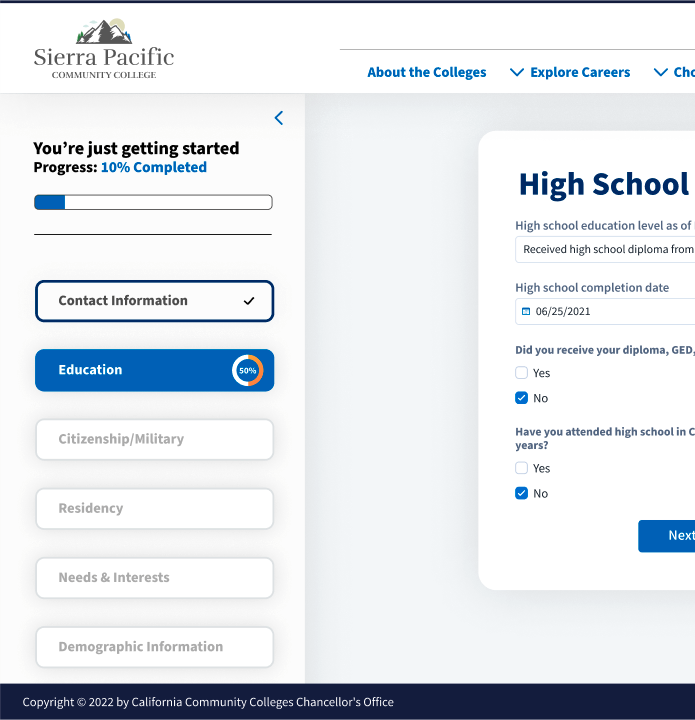 Sierra Pacific
COMMUNITY COLLEGE
About the Colleges
Explore Careers
Cho
You're just getting started
Progress: 10% Completed
Contact Information
Education
50%
Citizenship/Military
Residency
Needs & Interests
Demographic Information
High School
High school education level as of
Received high school diploma from
High school completion date
06/25/2021
Did you receive your diploma, GED,
Yes
No
Have you attended high school in C
years?
Yes
No
Next
Copyright © 2022 by California Community Colleges Chancellor's Office